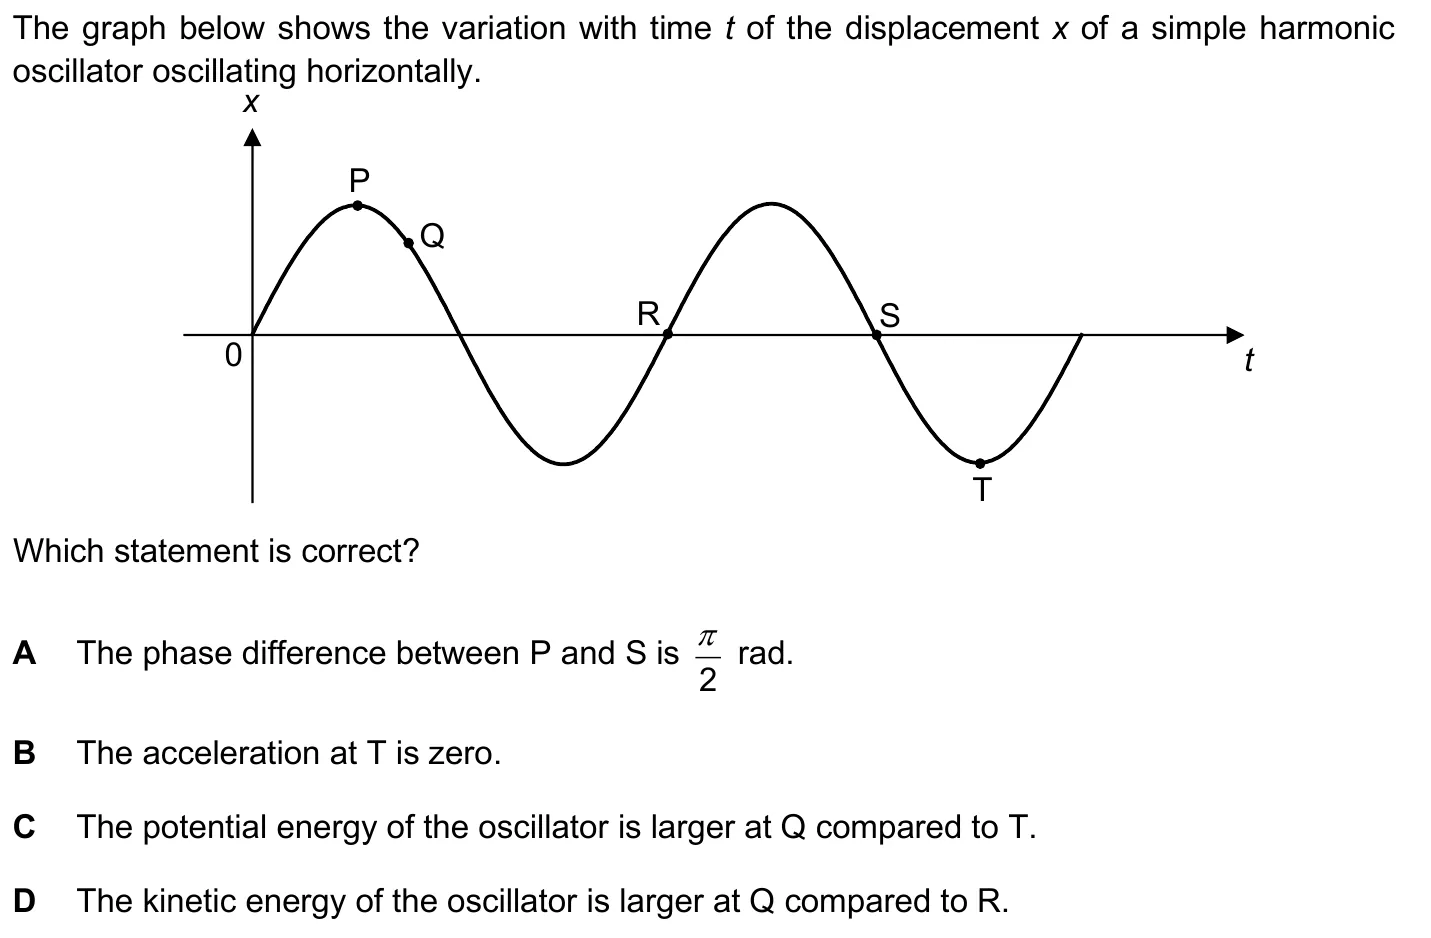 The graph below shows the variation with time t of the displacement x of a simple harmonic
oscillator oscillating horizontally.
x
P
Q
R
S
0
t
T
Which statement is correct?
A The phase difference between P and S is π/2 rad.
B The acceleration at T is zero.
C The potential energy of the oscillator is larger at Q compared to T.
D The kinetic energy of the oscillator is larger at Q compared to R.